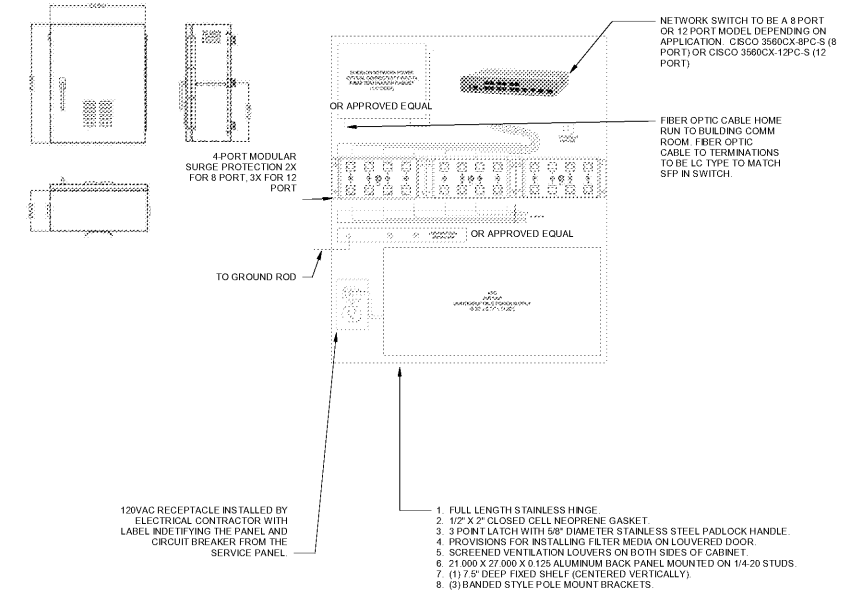 NETWORK SWITCH TO BE A 8 PORT
OR 12 PORT MODEL DEPENDING ON
APPLICATION. CISCO 3560CX-8PC-S (8
PORT) OR CISCO 3560CX-12PC-S (12
PORT)
OR APPROVED EQUAL
FIBER OPTIC CABLE HOME
RUN TO BUILDING COMM
ROOM. FIBER OPTIC
CABLE TO TERMINATIONS
TO BE LC TYPE TO MATCH
SFP IN SWITCH.
4-PORT MODULAR
SURGE PROTECTION 2X
FOR 8 PORT, 3X FOR 12
PORT
OR APPROVED EQUAL
TO GROUND ROD
120VAC RECEPTACLE INSTALLED BY
ELECTRICAL CONTRACTOR WITH
LABEL INDETIFYING THE PANEL AND
CIRCUIT BREAKER FROM THE
SERVICE PANEL.
1. FULL LENGTH STAINLESS HINGE.
2. 1/2" X 2" CLOSED CELL NEOPRENE GASKET.
3. 3 POINT LATCH WITH 5/8" DIAMETER STAINLESS STEEL PADLOCK HANDLE.
4. PROVISIONS FOR INSTALLING FILTER MEDIA ON LOUVERED DOOR.
5. SCREENED VENTILATION LOUVERS ON BOTH SIDES OF CABINET.
6. 21.000 X 27.000 X 0.125 ALUMINUM BACK PANEL MOUNTED ON 1/4-20 STUDS.
7. (1) 7.5" DEEP FIXED SHELF (CENTERED VERTICALLY).
8. (3) BANDED STYLE POLE MOUNT BRACKETS.